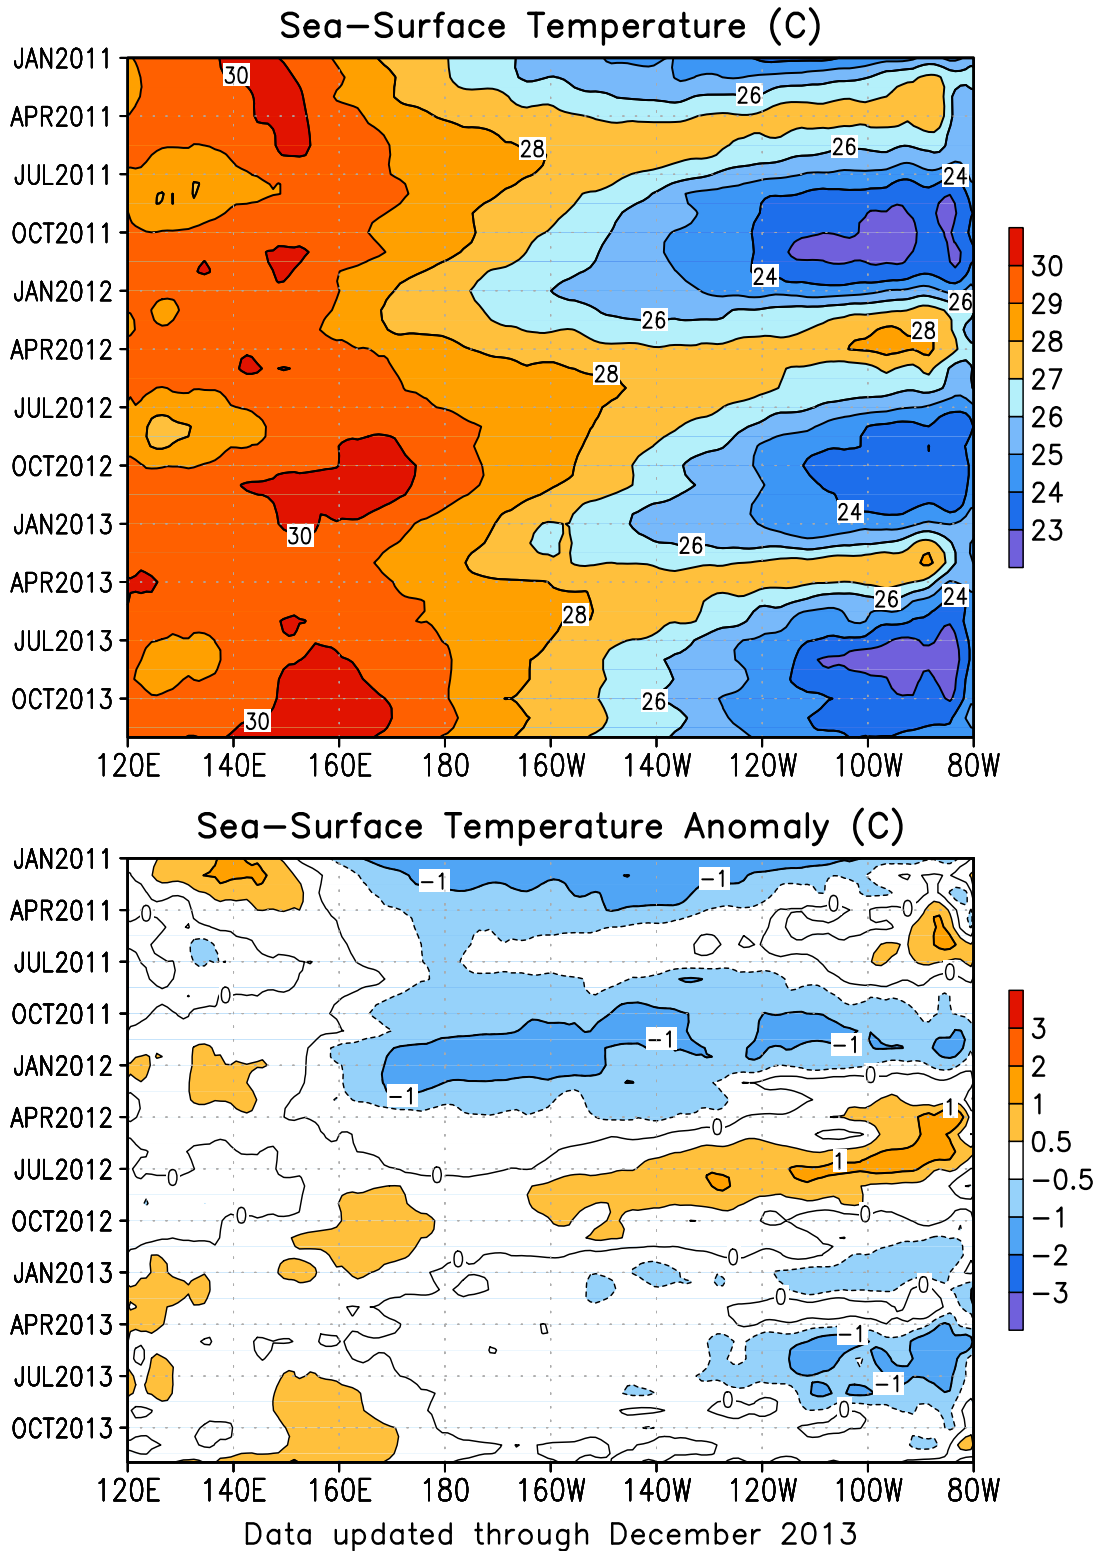 Sea−Surface Temperature (C)
JAN2011
APR2011
JUL2011
OCT2011
JAN2012
APR2012
JUL2012
OCT2012
JAN2013
APR2013
JUL2013
OCT2013
30
26
28
26
24
24
26
26
28
28
24
30
26
28
26
24
26
30
120E 140E 160E 180 160W 140W 120W 100W 80W
30
29
28
27
26
25
24
23
Sea−Surface Temperature Anomaly (C)
JAN2011
APR2011
JUL2011
OCT2011
JAN2012
APR2012
JUL2012
OCT2012
JAN2013
APR2013
JUL2013
OCT2013
−1 −1
0 0 0
0
0
−1 −1
0
−1
0 1
0 0 1
0 0
0 0
0 0
−1
−1
0 0
120E 140E 160E 180 160W 140W 120W 100W 80W
3
2
1
0.5
−0.5
−1
−2
−3
Data updated through December 2013